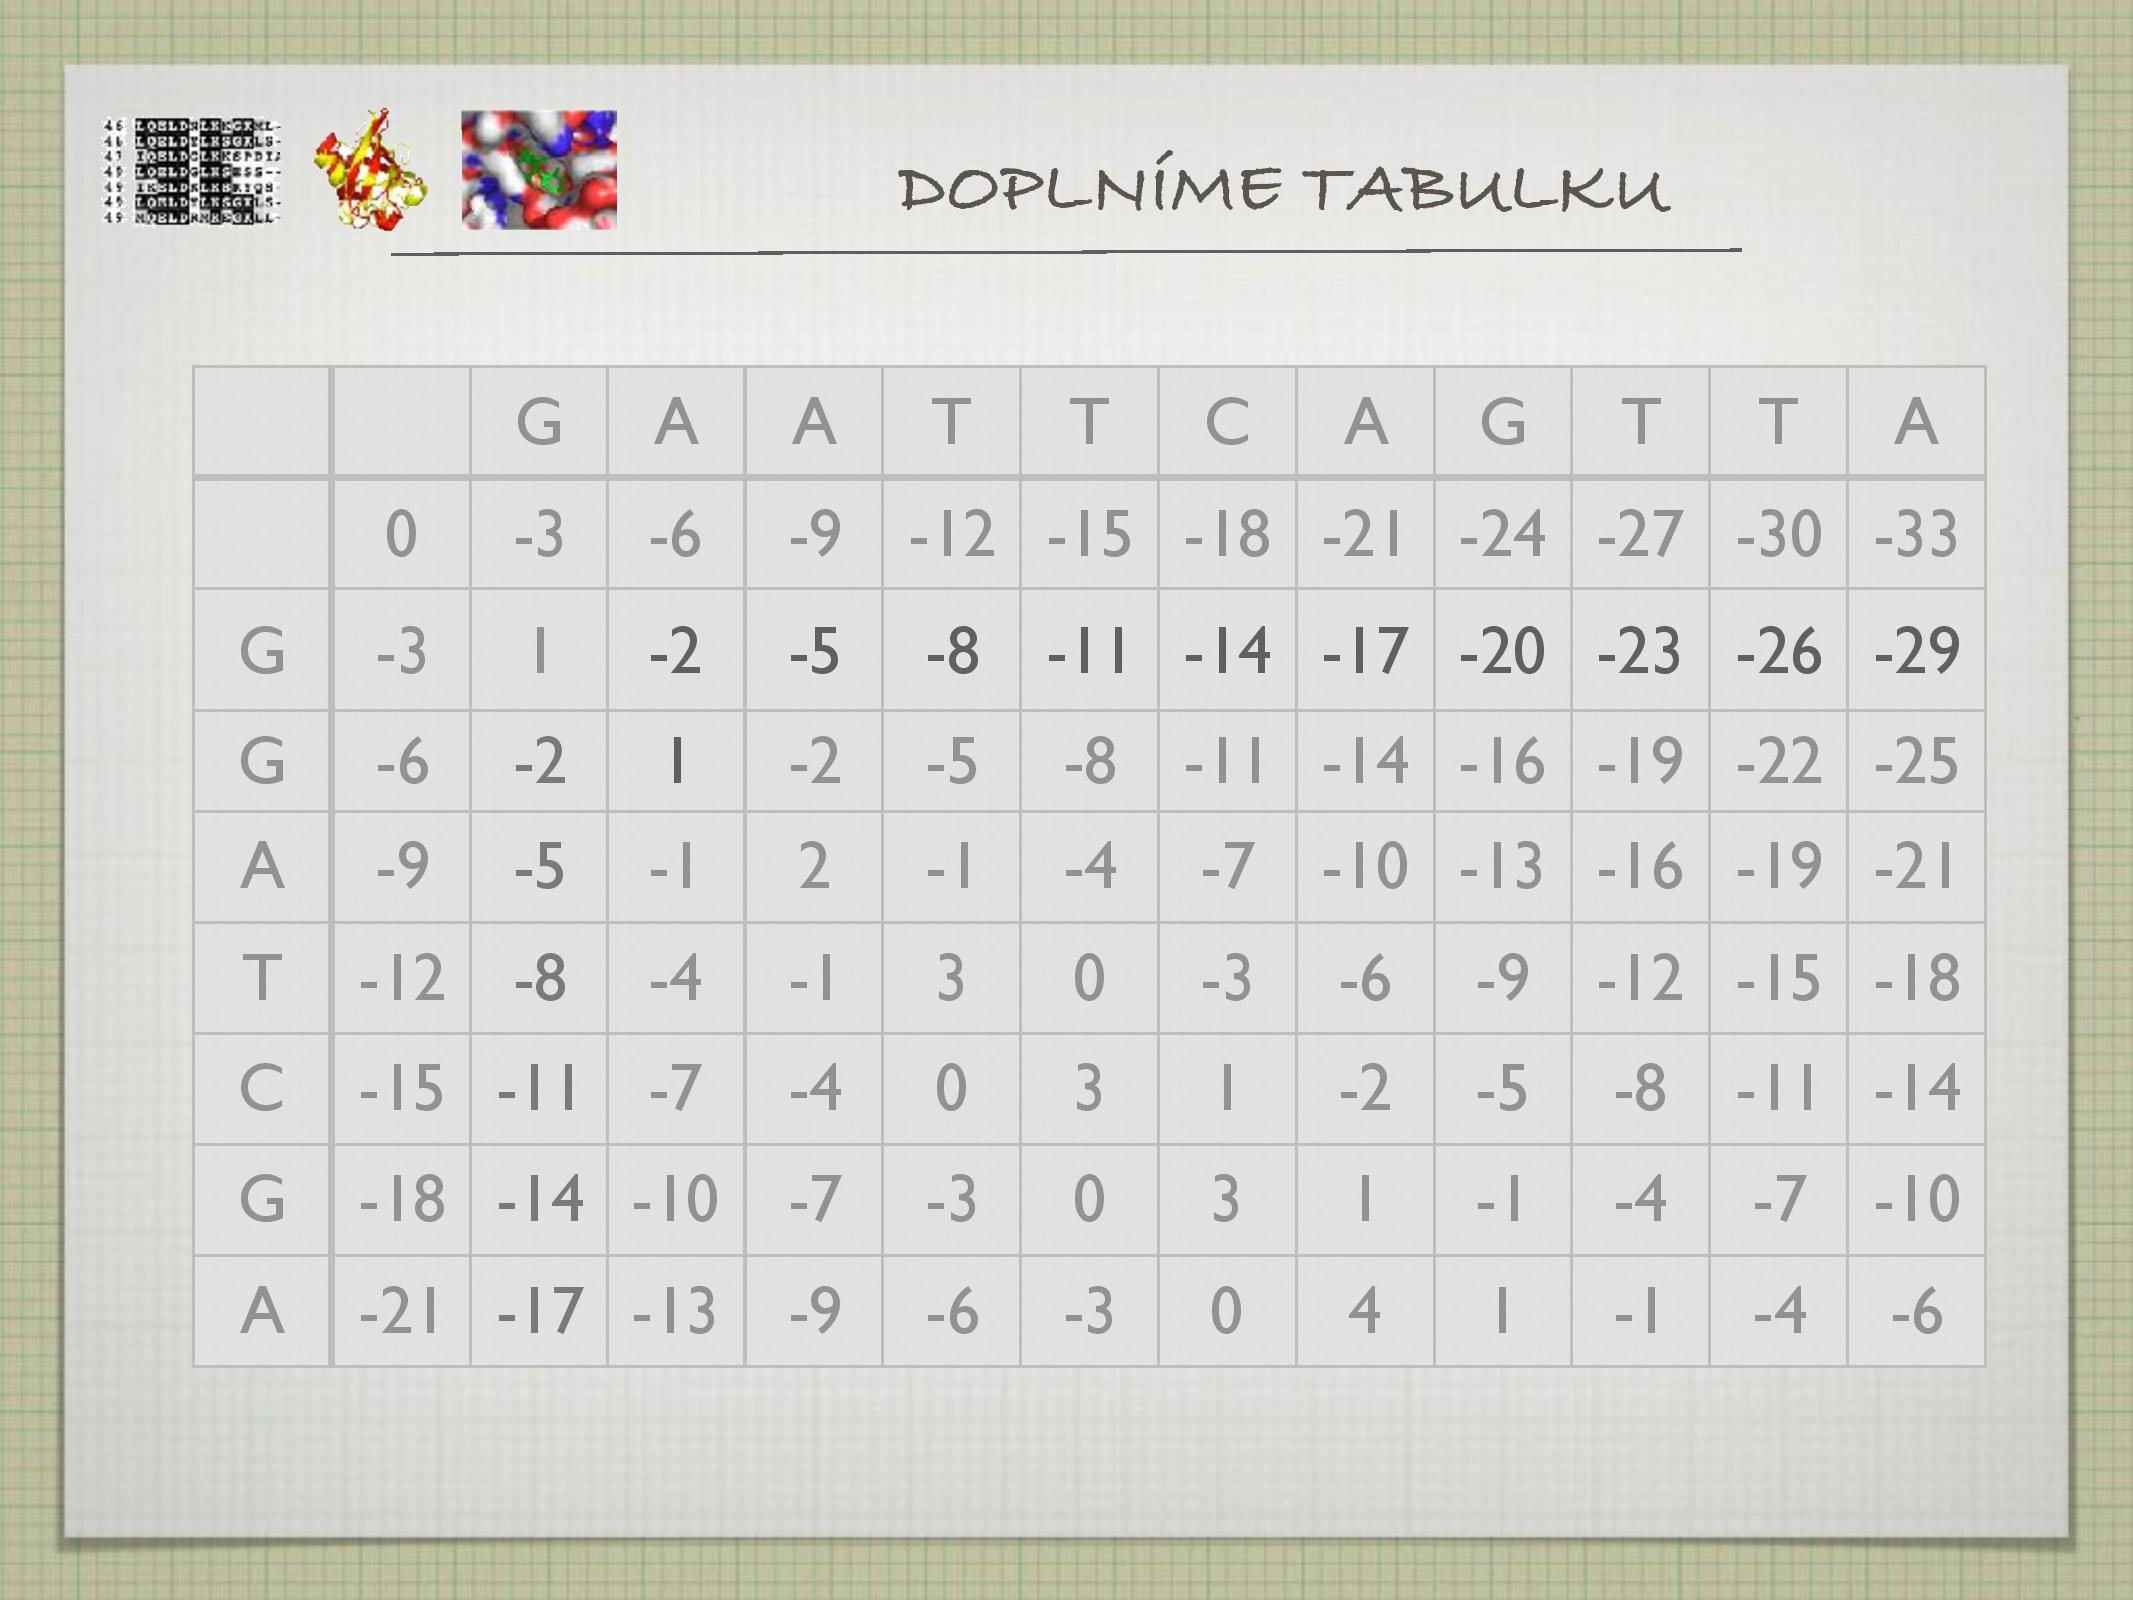 DOPLNÍME TABULKU
G A A T T C A G T T A
0 -3 -6 -9 -12 -15 -18 -21 -24 -27 -30 -33
G -3 1 -2 -5 -8 -11 -14 -17 -20 -23 -26 -29
G -6 -2 1 -2 -5 -8 -11 -14 -16 -19 -22 -25
A -9 -5 -1 2 -1 -4 -7 -10 -13 -16 -19 -21
T -12 -8 -4 -1 3 0 -3 -6 -9 -12 -15 -18
C -15 -11 -7 -4 0 3 1 -2 -5 -8 -11 -14
G -18 -14 -10 -7 -3 0 3 1 -1 -4 -7 -10
A -21 -17 -13 -9 -6 -3 0 4 1 -1 -4 -6